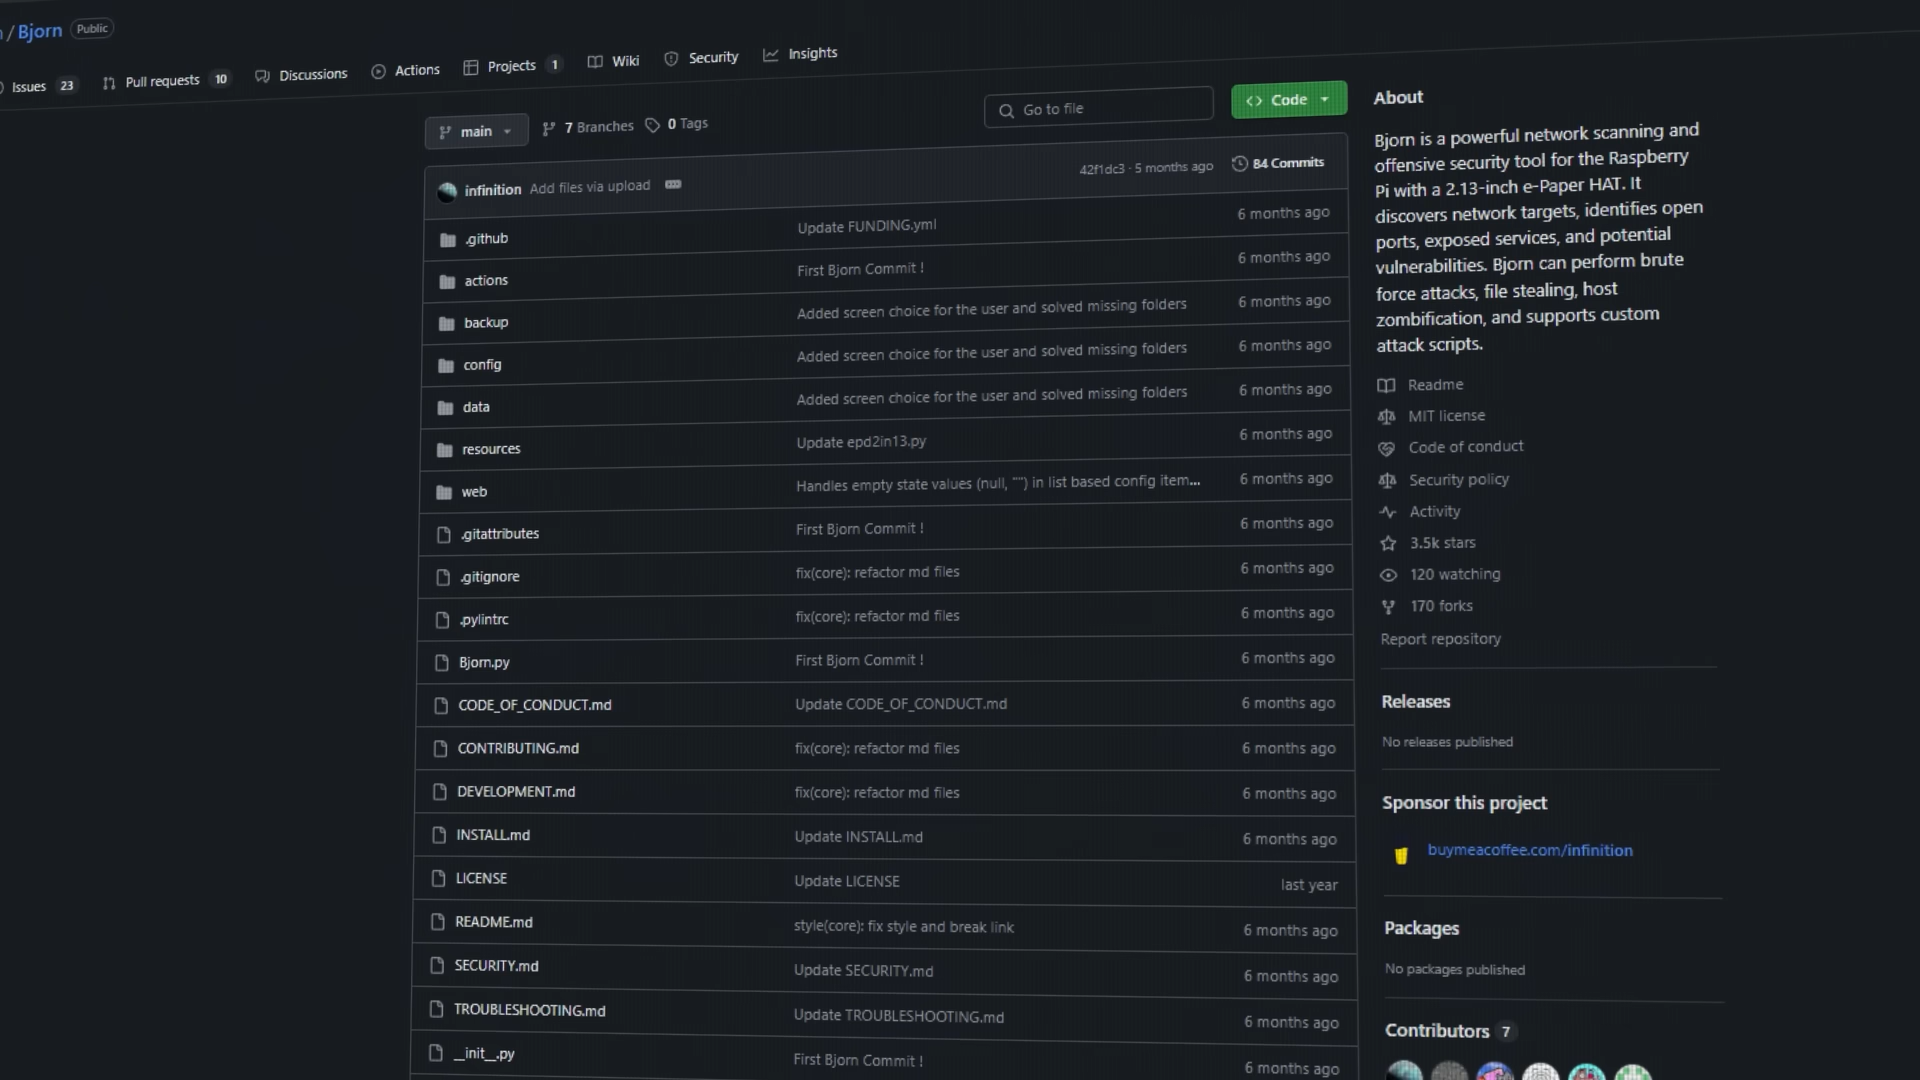 / Bjorn Public
Issues 23 Pull requests 10 Discussions Actions Projects 1 Wiki Security Insights
main 7 Branches 0 Tags Go to file Code
infinition Add files via upload 42f1dc3 · 5 months ago 84 Commits
.github Update FUNDING.yml 6 months ago
actions First Bjorn Commit ! 6 months ago
backup Added screen choice for the user and solved missing folders 6 months ago
config Added screen choice for the user and solved missing folders 6 months ago
data Added screen choice for the user and solved missing folders 6 months ago
resources Update epd2in13.py 6 months ago
web Handles empty state values (null, "") in list based config item... 6 months ago
.gitattributes First Bjorn Commit ! 6 months ago
.gitignore fix(core): refactor md files 6 months ago
.pylintrc fix(core): refactor md files 6 months ago
Bjorn.py First Bjorn Commit ! 6 months ago
CODE_OF_CONDUCT.md Update CODE_OF_CONDUCT.md 6 months ago
CONTRIBUTING.md fix(core): refactor md files 6 months ago
DEVELOPMENT.md fix(core): refactor md files 6 months ago
INSTALL.md Update INSTALL.md 6 months ago
LICENSE Update LICENSE last year
README.md style(core): fix style and break link 6 months ago
SECURITY.md Update SECURITY.md 6 months ago
TROUBLESHOOTING.md Update TROUBLESHOOTING.md 6 months ago
__init__.py First Bjorn Commit ! 6 months ago
About
Bjorn is a powerful network scanning and
offensive security tool for the Raspberry
Pi with a 2.13-inch e-Paper HAT. It
discovers network targets, identifies open
ports, exposed services, and potential
vulnerabilities. Bjorn can perform brute
force attacks, file stealing, host
zombification, and supports custom
attack scripts.
Readme
MIT license
Code of conduct
Security policy
Activity
3.5k stars
120 watching
170 forks
Report repository
Releases
No releases published
Sponsor this project
buymeacoffee.com/infinition
Packages
No packages published
Contributors 7